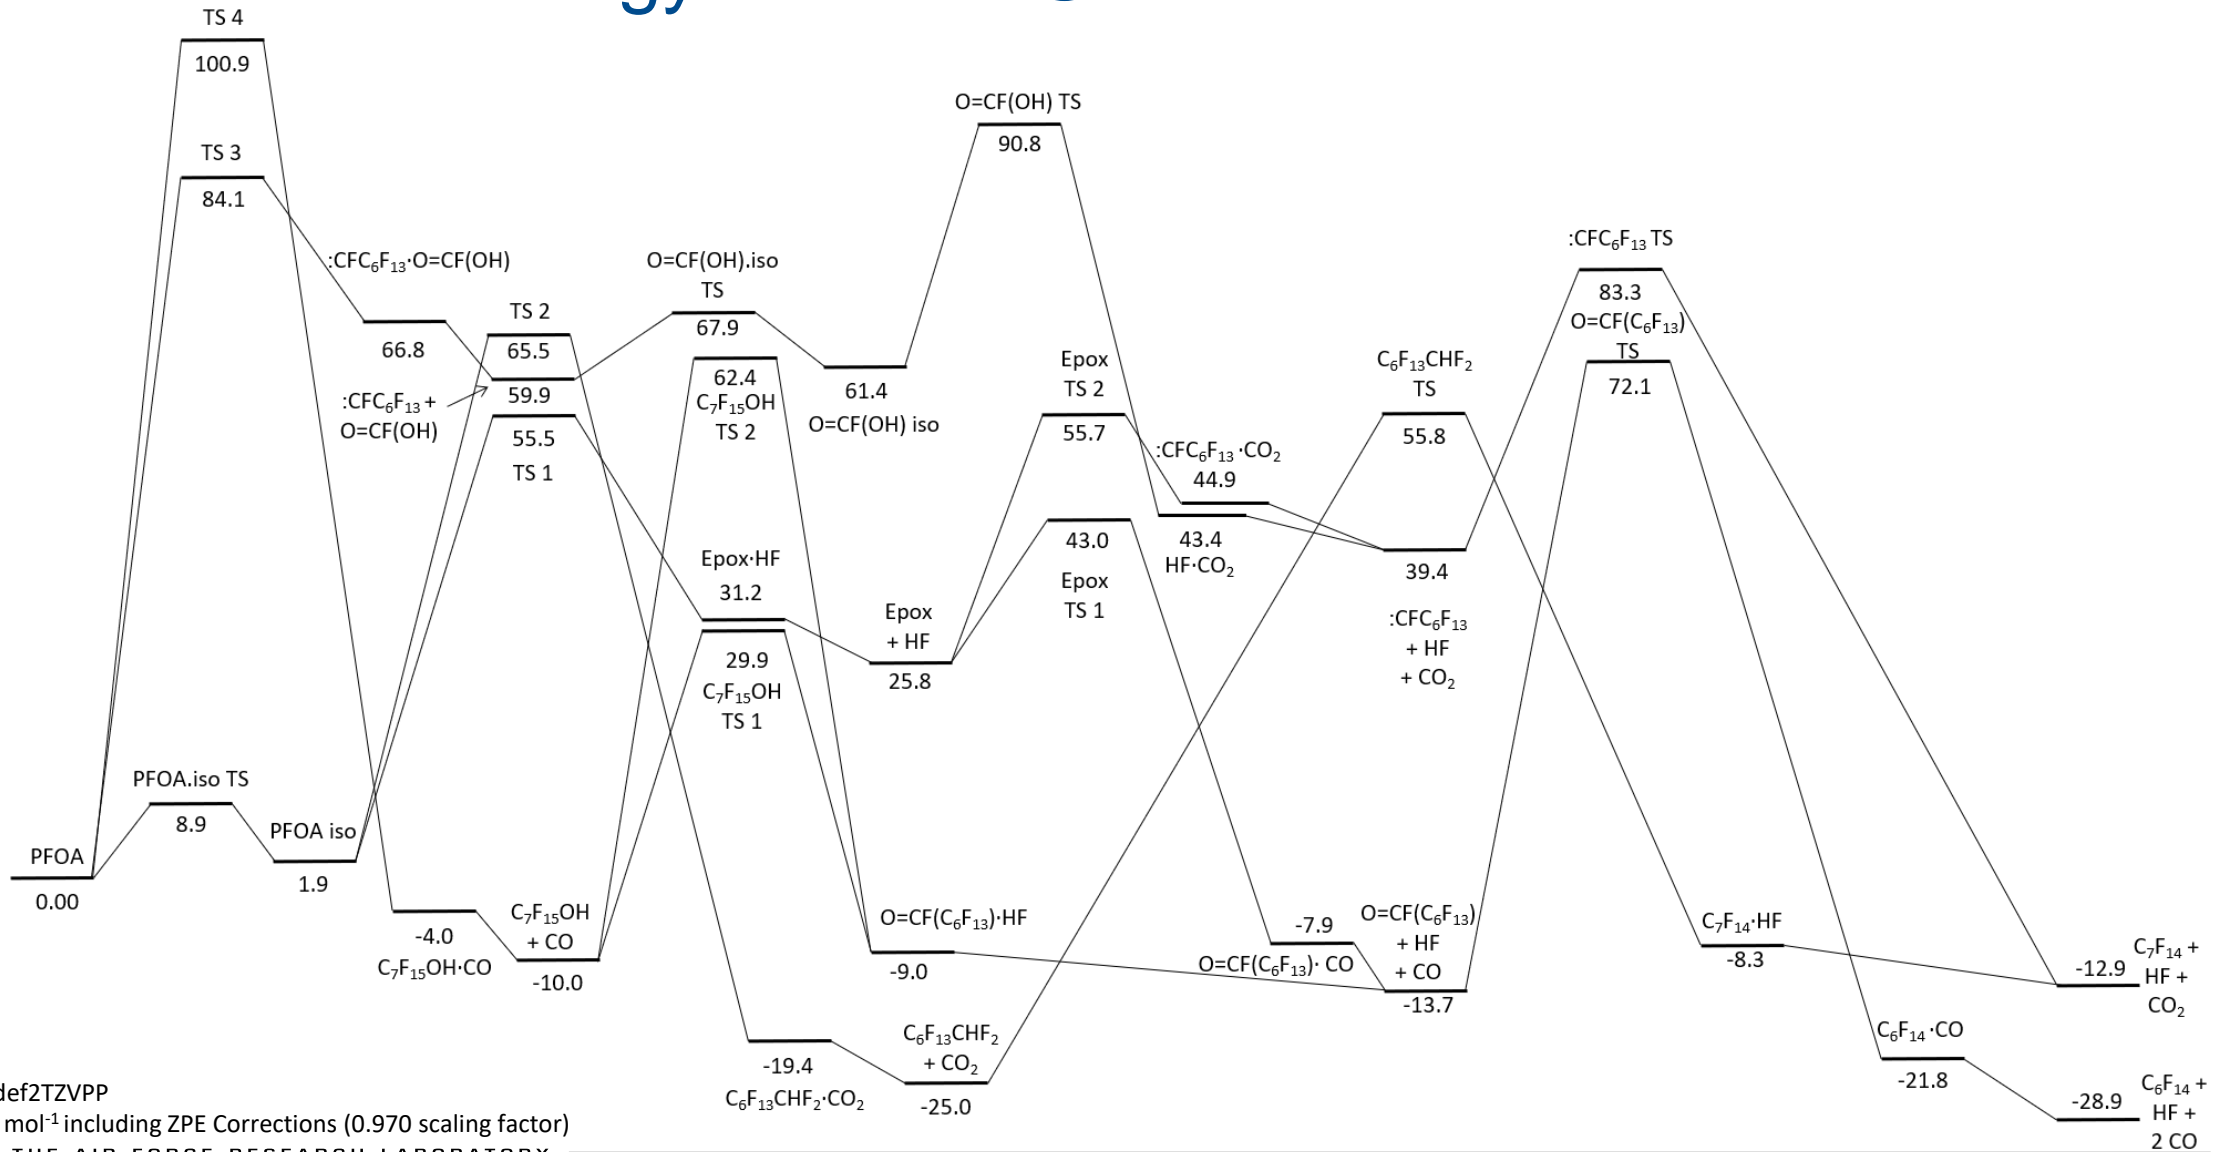 TS 4
100.9
TS 3
84.1
O=CF(OH) TS
90.8
:CFC₆F₁₃·O=CF(OH)
66.8
O=CF(OH).iso
TS
67.9
TS 2
65.5
59.9
:CFC₆F₁₃ +
O=CF(OH)
55.5
TS 1
62.4
C₇F₁₅OH
TS 2
61.4
O=CF(OH) iso
Epox
TS 2
55.7
:CFC₆F₁₃ ·CO₂
44.9
43.4
HF·CO₂
43.0
Epox
TS 1
C₆F₁₃CHF₂
TS
55.8
:CFC₆F₁₃ TS
83.3
O=CF(C₆F₁₃)
TS
72.1
39.4
:CFC₆F₁₃
+ HF
+ CO₂
Epox·HF
31.2
29.9
C₇F₁₅OH
TS 1
Epox
+ HF
25.8
PFOA.iso TS
8.9
PFOA iso
1.9
PFOA
0.00
-4.0
C₇F₁₅OH·CO
C₇F₁₅OH
+ CO
-10.0
O=CF(C₆F₁₃)·HF
-9.0
-7.9
O=CF(C₆F₁₃)· CO
O=CF(C₆F₁₃)
+ HF
+ CO
-13.7
C₇F₁₄·HF
-8.3
-12.9
C₇F₁₄ +
HF +
CO₂
-19.4
C₆F₁₃CHF₂·CO₂
C₆F₁₃CHF₂
+ CO₂
-25.0
C₆F₁₄ ·CO
-21.8
-28.9
C₆F₁₄ +
HF +
2 CO
def2TZVPP
mol⁻¹ including ZPE Corrections (0.970 scaling factor)
THE AIR FORCE RESEARCH LABORATORY